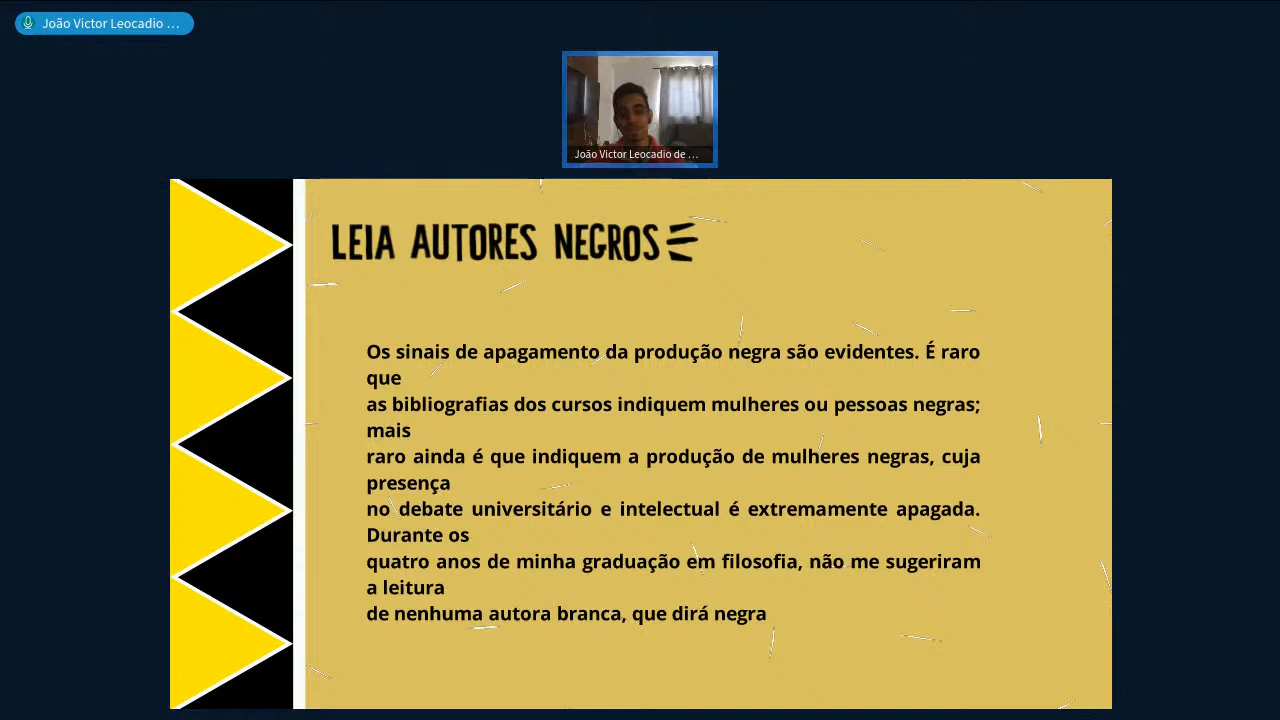 João Victor Leocadio ...
João Victor Leocadio de ...
LEIA AUTORES NEGROS
Os sinais de apagamento da produção negra são evidentes. É raro
que
as bibliografias dos cursos indiquem mulheres ou pessoas negras;
mais
raro ainda é que indiquem a produção de mulheres negras, cuja
presença
no debate universitário e intelectual é extremamente apagada.
Durante os
quatro anos de minha graduação em filosofia, não me sugeriram
a leitura
de nenhuma autora branca, que dirá negra